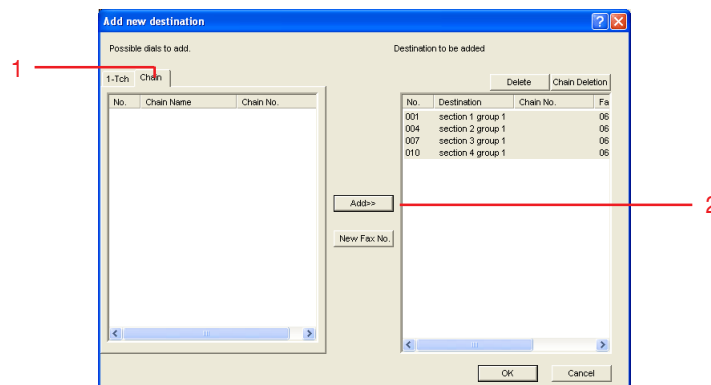 Add new destination
Possible dials to add.
Destination to be added
1
1-Tch Chain
Delete Chain Deletion
No. Chain Name Chain No.
No. Destination Chain No. Fa
001 section 1 group 1 06
004 section 2 group 1 06
007 section 3 group 1 06
010 section 4 group 1 06
Add>>
2
New Fax No.
OK Cancel